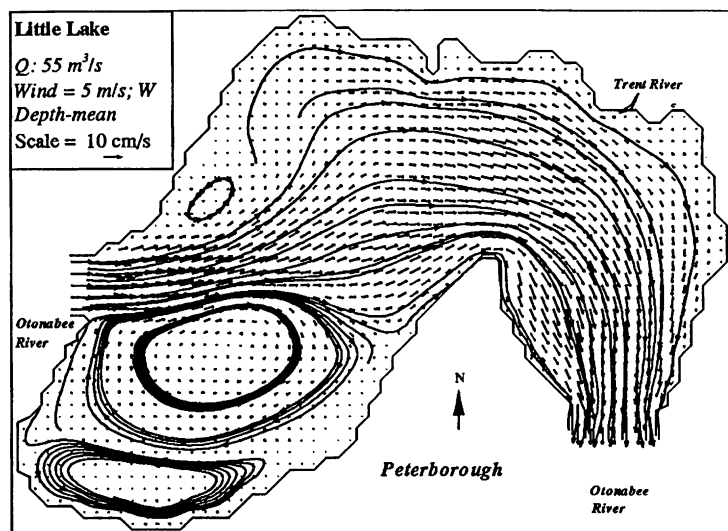 Little Lake
Q: 55 m³/s
Wind = 5 m/s; W
Depth-mean
Scale = 10 cm/s
Trent River
Otonabee
River
N
Peterborough
Otonabee
River